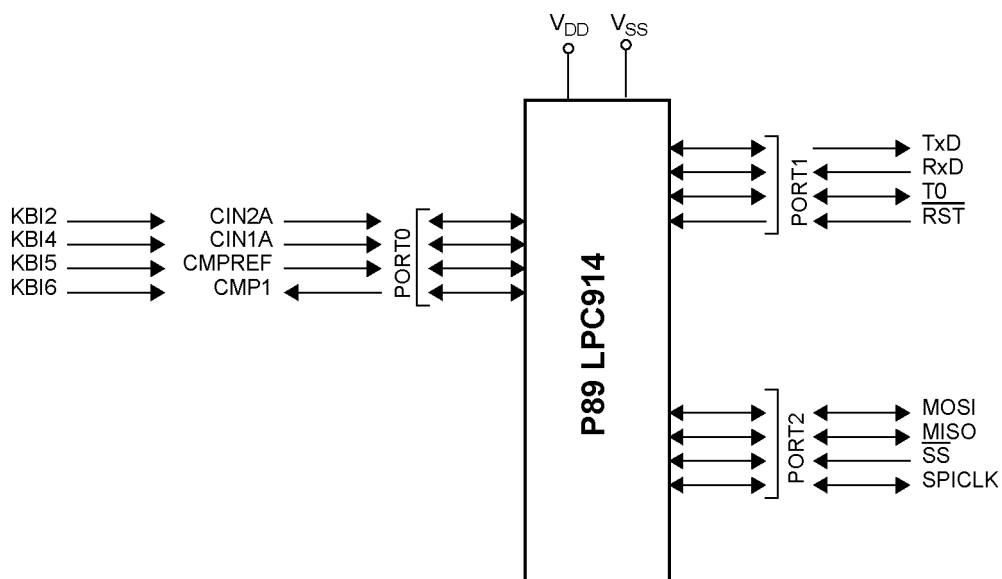 VDD VSS
TxD
RxD
T0
RST
PORT1
KBI2 CIN2A
KBI4 CIN1A
KBI5 CMPREF
KBI6 CMP1
PORT0
P89 LPC914
MOSI
MISO
SS
SPICLK
PORT2